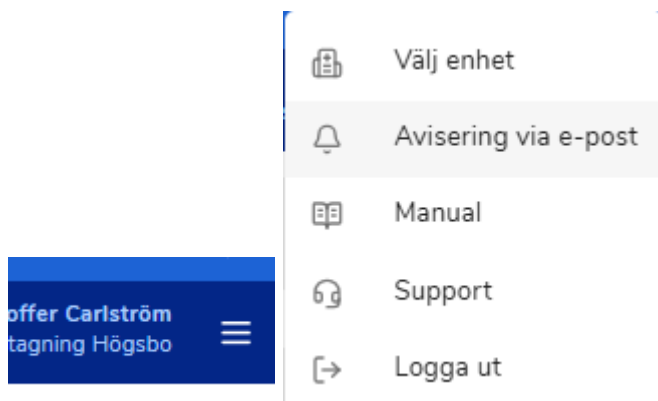 offer Carlström
tagning Högsbo
Välj enhet
Avisering via e-post
Manual
Support
Logga ut